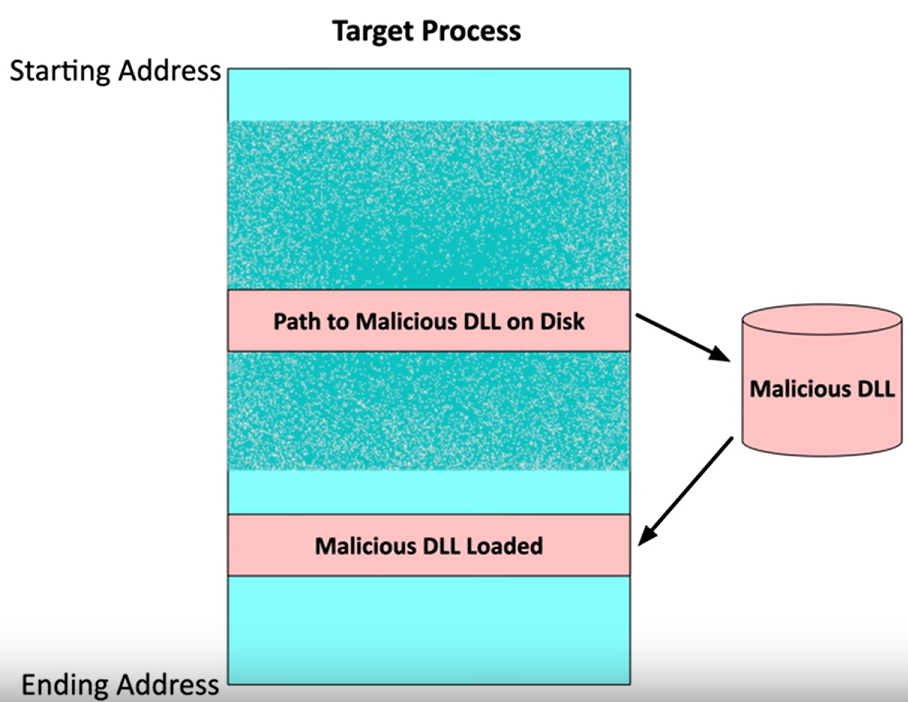 Target Process
Starting Address
Path to Malicious DLL on Disk
Malicious DLL
Malicious DLL Loaded
Ending Address